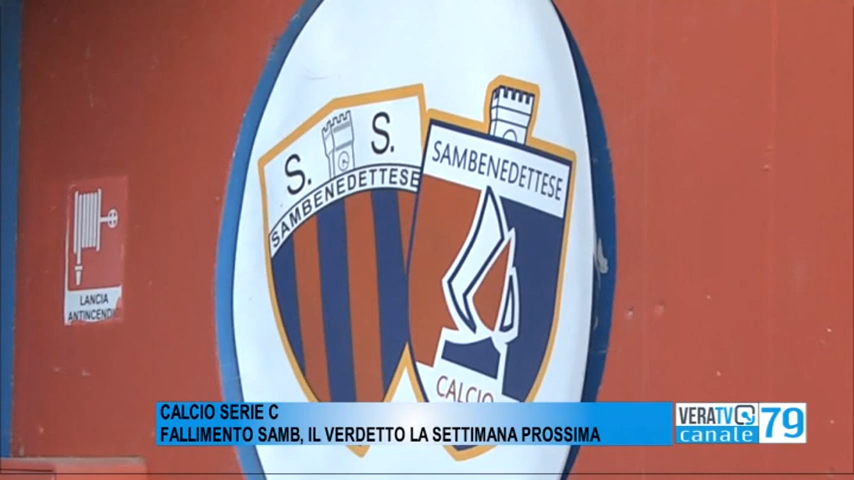 S. S.
SAMBENEDETTESE
SAMBENEDETTESE
CALCIO
LANCIA
ANTINCENDIO
CALCIO SERIE C
FALLIMENTO SAMB, IL VERDETTO LA SETTIMANA PROSSIMA
VERATV
canale 79